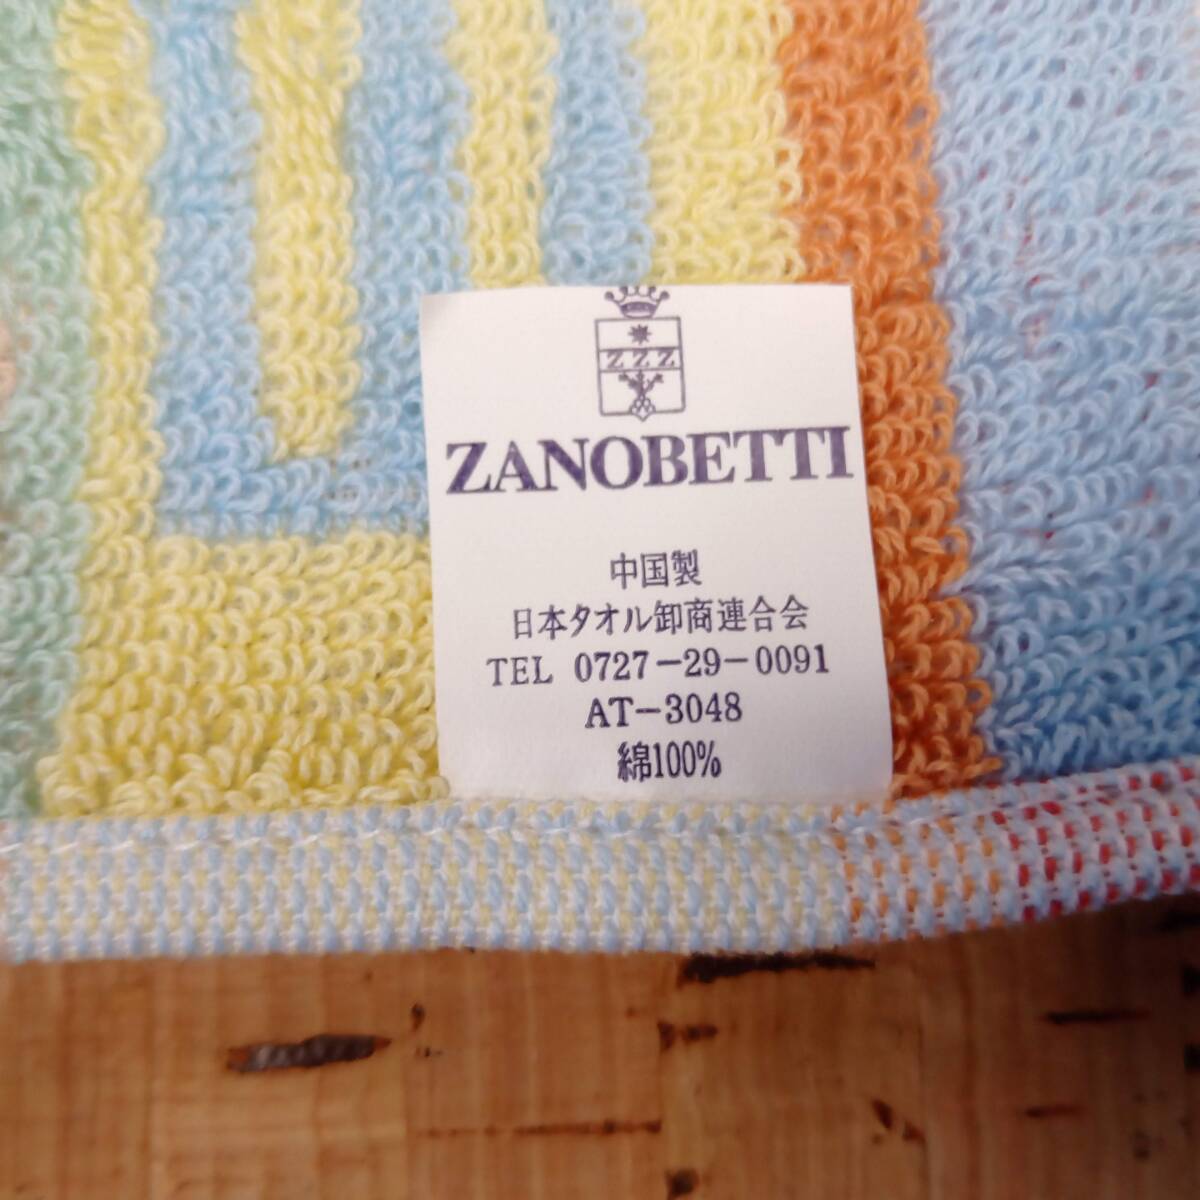 Z Z Z
ZANOBETTI
中国製
日本タオル卸商連合会
TEL 0727-29-0091
AT-3048
綿100%